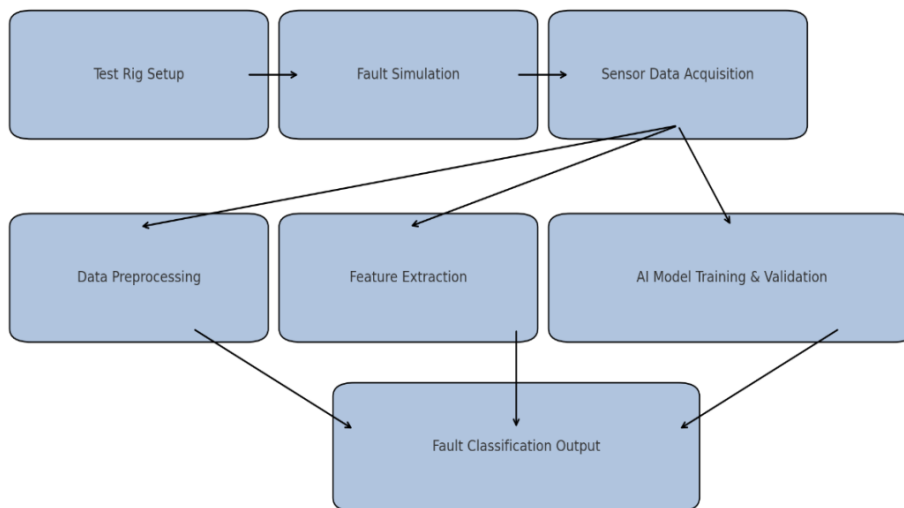 Test Rig Setup
Fault Simulation
Sensor Data Acquisition
Data Preprocessing
Feature Extraction
AI Model Training & Validation
Fault Classification Output